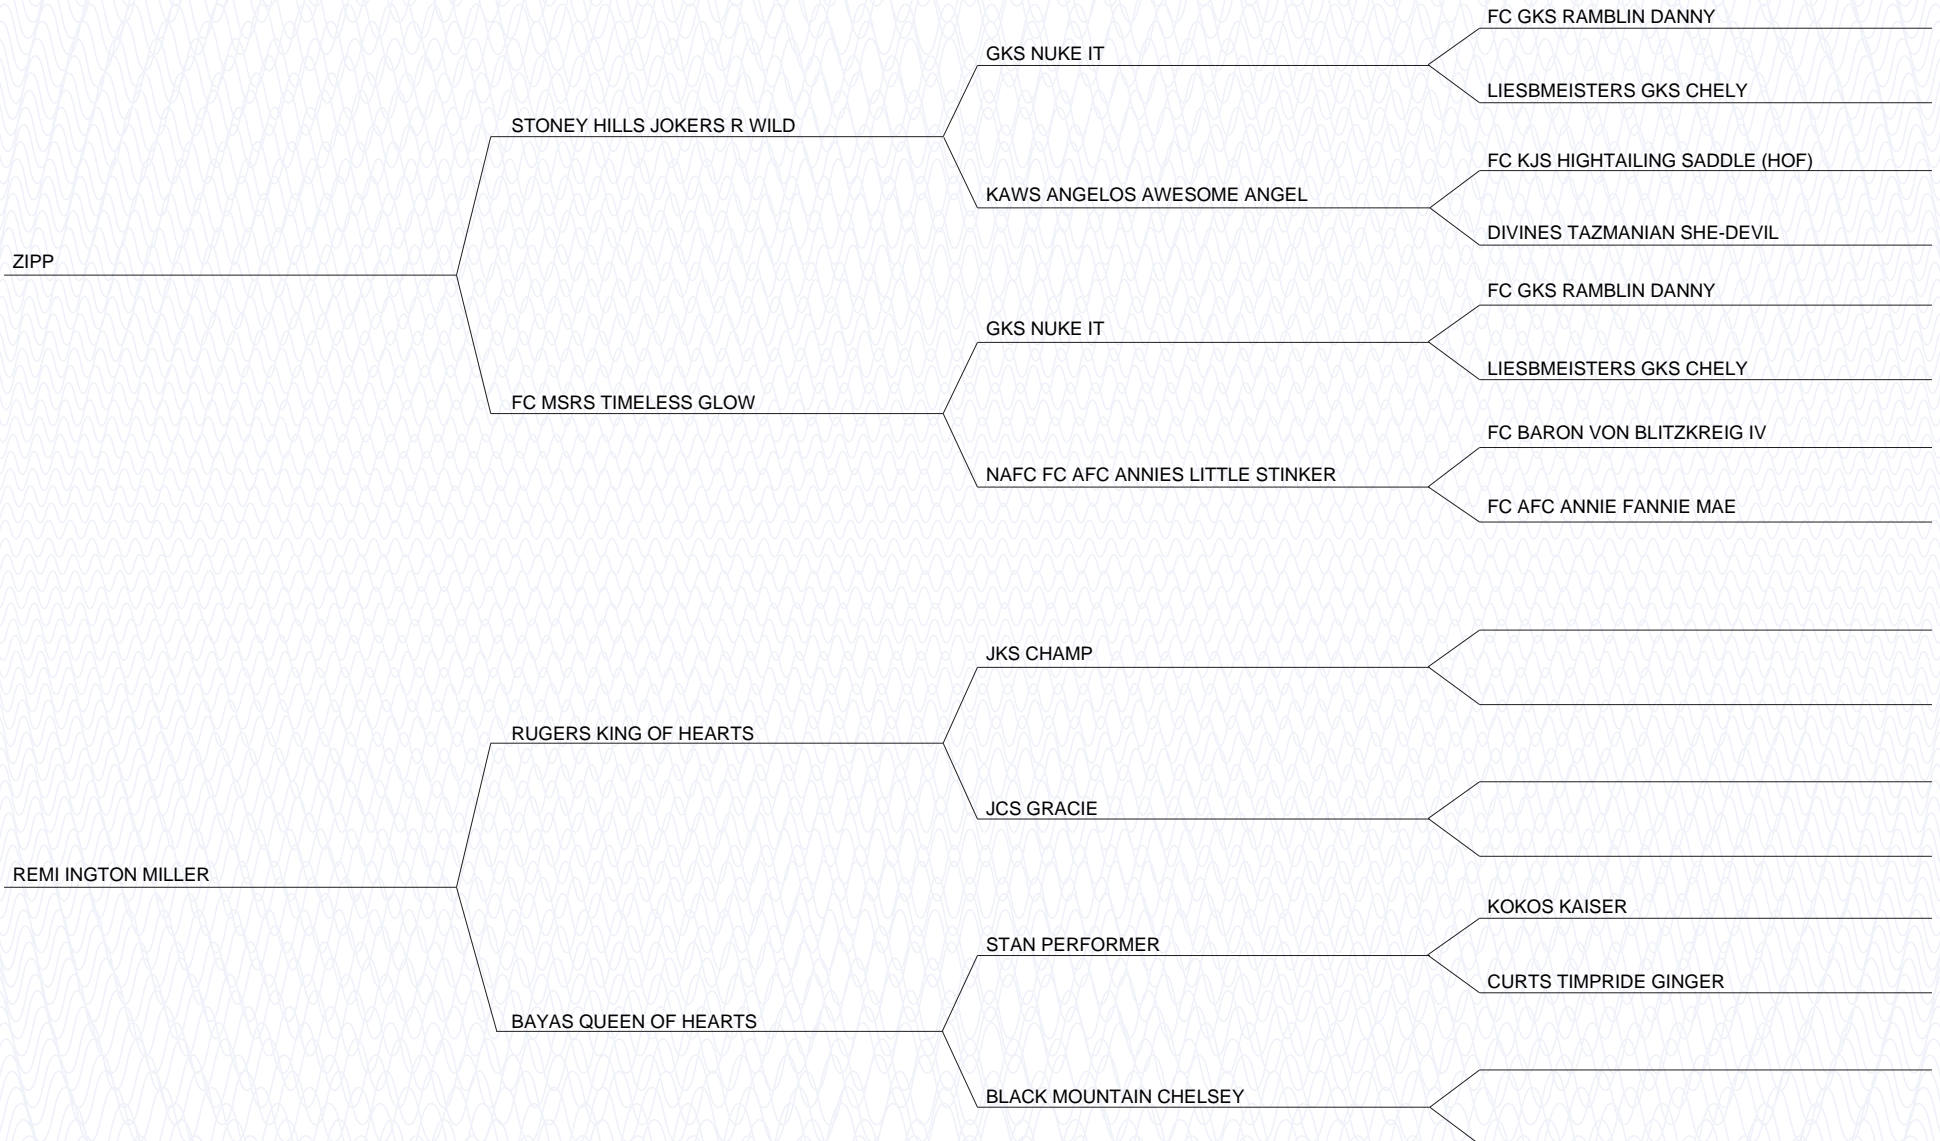 FC GKS RAMBLIN DANNY
GKS NUKE IT
LIESBMEISTERS GKS CHELY
STONEY HILLS JOKERS R WILD
FC KJS HIGHTAILING SADDLE (HOF)
KAWS ANGELOS AWESOME ANGEL
DIVINES TAZMANIAN SHE-DEVIL
ZIPP
FC GKS RAMBLIN DANNY
GKS NUKE IT
LIESBMEISTERS GKS CHELY
FC MSRS TIMELESS GLOW
FC BARON VON BLITZKREIG IV
NAFC FC AFC ANNIES LITTLE STINKER
FC AFC ANNIE FANNIE MAE
JKS CHAMP
RUGERS KING OF HEARTS
JCS GRACIE
REMI INGTON MILLER
KOKOS KAISER
STAN PERFORMER
CURTS TIMPRIDE GINGER
BAYAS QUEEN OF HEARTS
BLACK MOUNTAIN CHELSEY